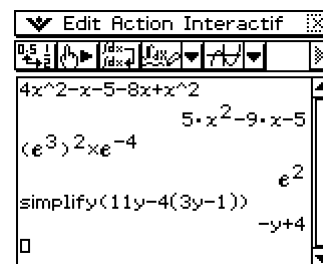 Edit Action Interactif
4x^2-x-5-8x+x^2
5·x²-9·x-5
(e³)²×e⁻⁴
e²
simplify(11y-4(3y-1))
-y+4